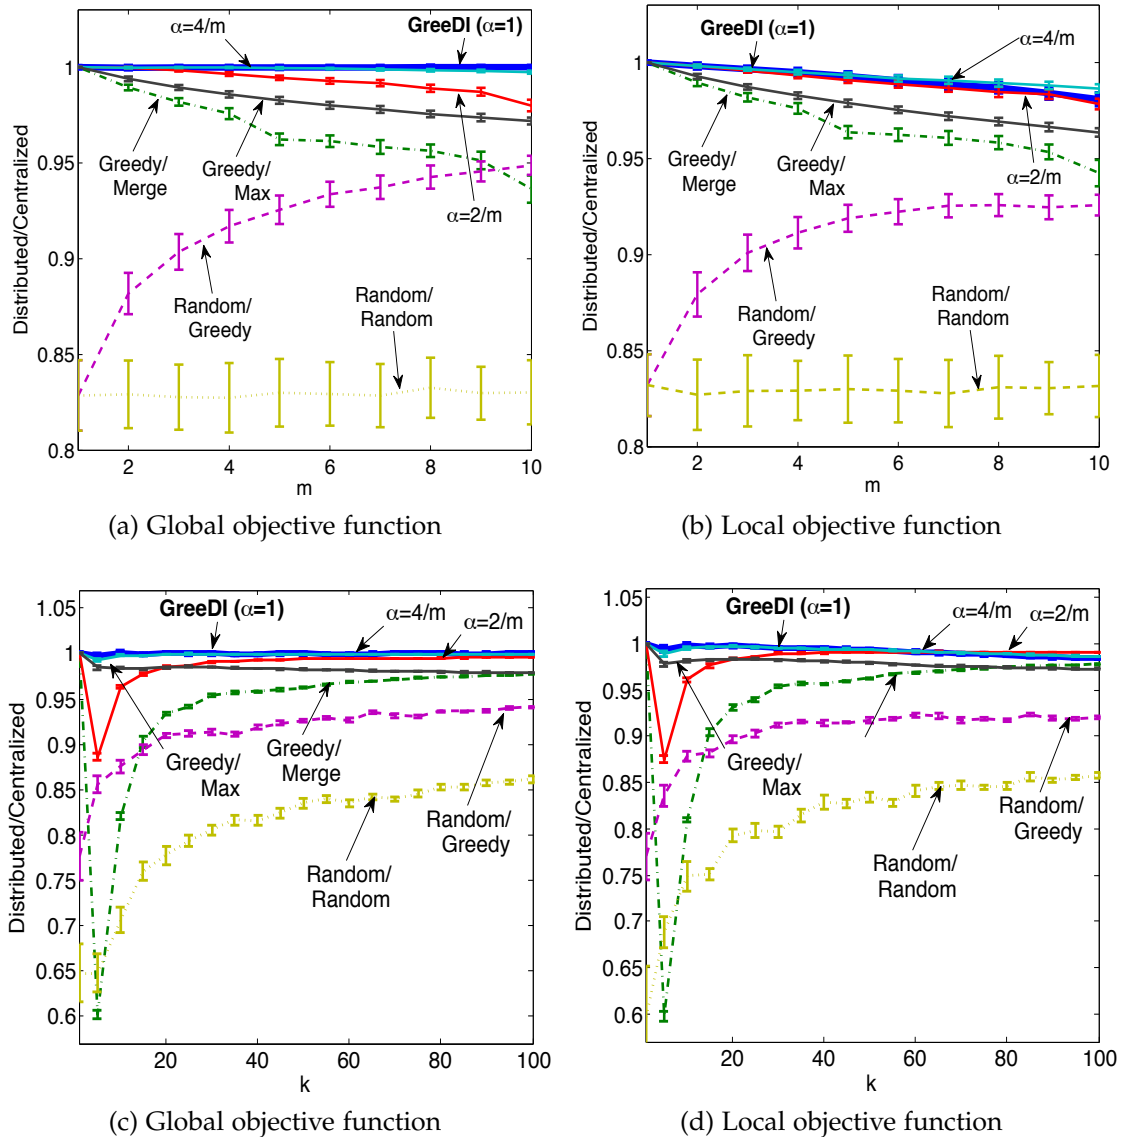 α=4/m
GreeDI (α=1)
1
0.95
0.9
0.85
0.8
Distributed/Centralized
Greedy/
Merge
Greedy/
Max
α=2/m
Random/
Greedy
Random/
Random
2
4
6
8
10
m
(a) Global objective function
GreeDI (α=1)
α=4/m
1
0.95
0.9
0.85
0.8
Distributed/Centralized
Greedy/
Merge
Greedy/
Max
α=2/m
Random/
Greedy
Random/
Random
2
4
6
8
10
m
(b) Local objective function
1.05
1
0.95
0.9
0.85
0.8
0.75
0.7
0.65
0.6
Distributed/Centralized
GreeDI (α=1)
α=4/m
α=2/m
Greedy/
Max
Greedy/
Merge
Random/
Greedy
Random/
Random
20
40
60
80
100
k
(c) Global objective function
1.05
1
0.95
0.9
0.85
0.8
0.75
0.7
0.65
0.6
Distributed/Centralized
GreeDI (α=1)
α=4/m
α=2/m
Greedy/
Max
Random/
Greedy
Random/
Random
20
40
60
80
100
k
(d) Local objective function